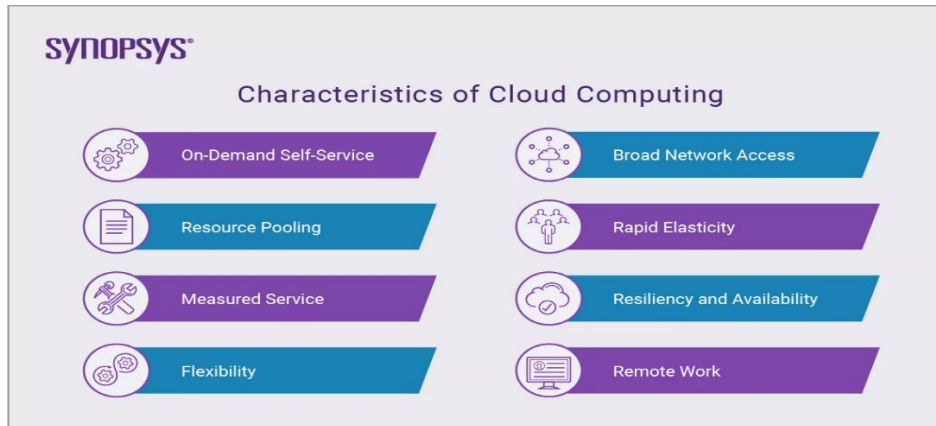 SYNOPSYS®
Characteristics of Cloud Computing
On-Demand Self-Service
Broad Network Access
Resource Pooling
Rapid Elasticity
Measured Service
Resiliency and Availability
Flexibility
Remote Work